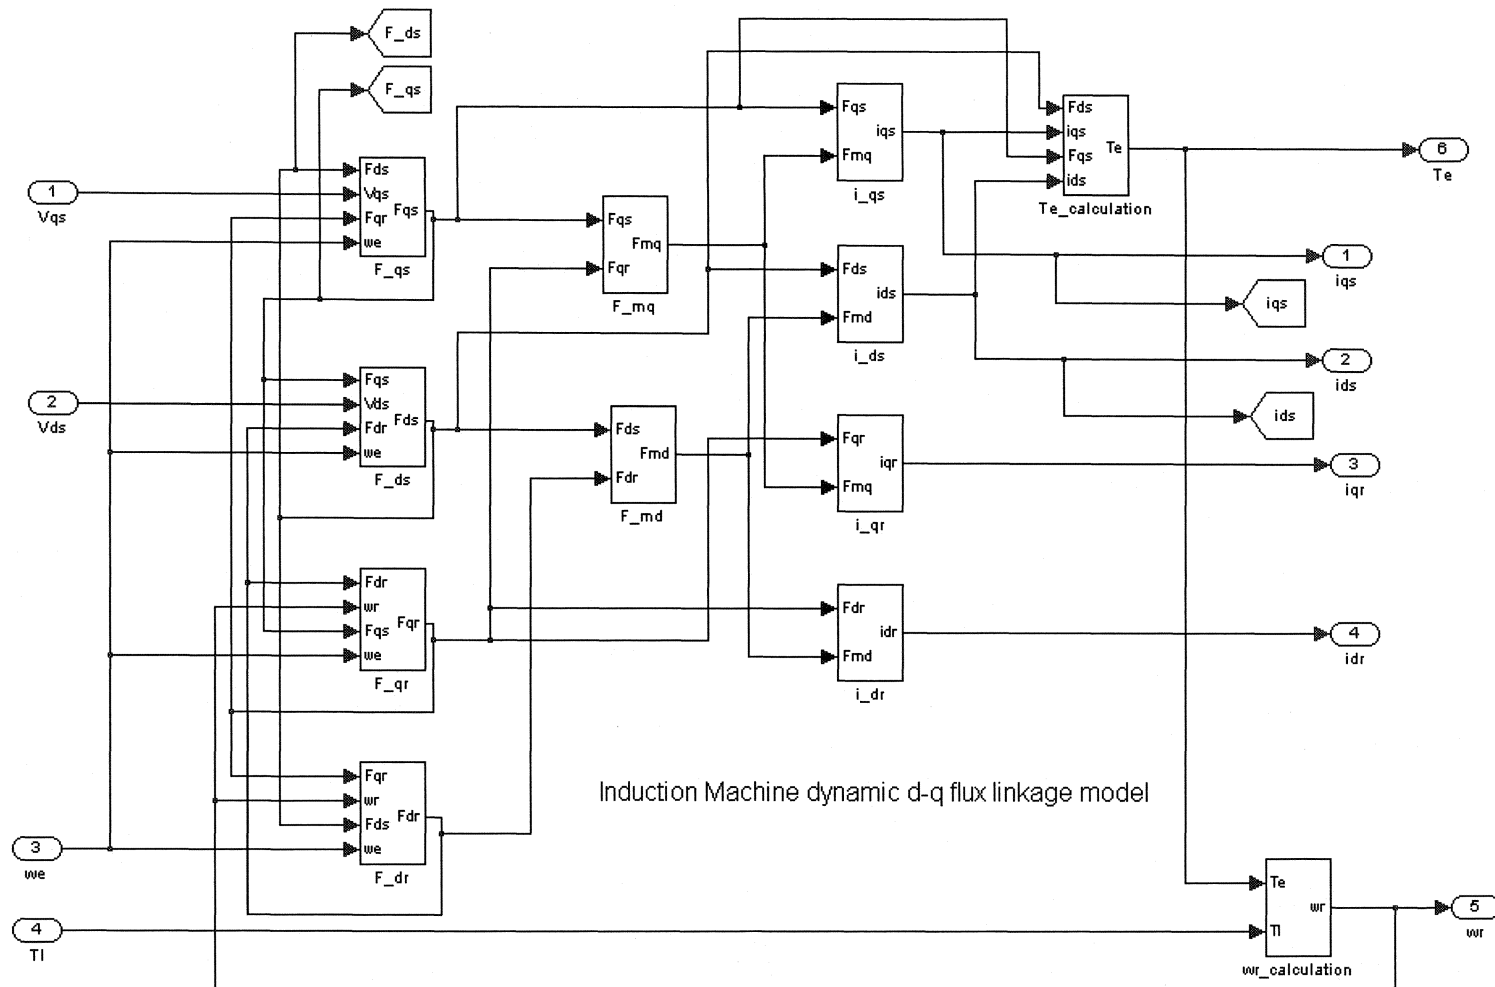 F_ds
F_qs
1
Vqs
Fds
Vqs
Fqr
we
Fqs
F_qs
2
Vds
Fqs
Vds
Fdr
we
Fds
F_ds
Fdr
wr
Fqs
we
Fqr
F_qr
Fqr
wr
Fds
we
Fdr
F_dr
3
we
4
Tl
Fqs
Fqr
Fmq
F_mq
Fds
Fdr
Fmd
F_md
Fqs
Fmq
iqs
i_qs
Fds
Fmd
ids
i_ds
Fqr
Fmq
iqr
i_qr
Fdr
Fmd
idr
i_dr
Fds
iqs
Fqs
ids
Te
Te_calculation
6
Te
1
iqs
iqs
2
ids
ids
3
iqr
4
idr
Induction Machine dynamic d-q flux linkage model
Te
Tl
wr
wr_calculation
5
wr